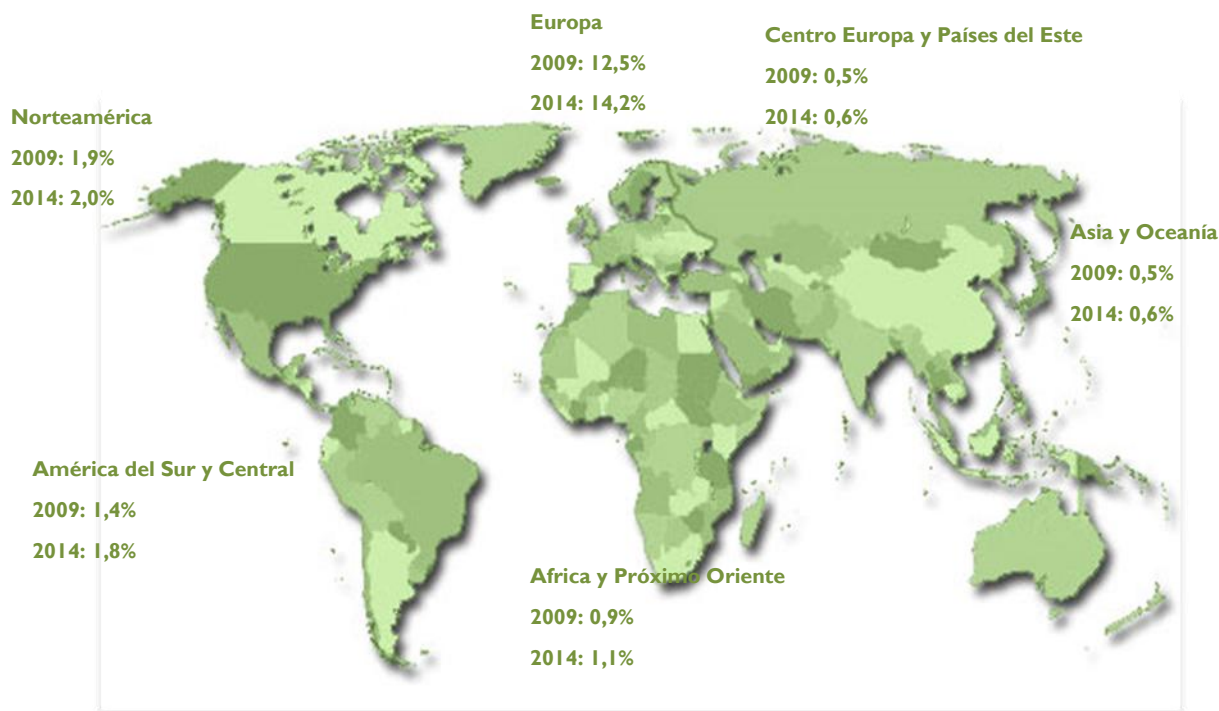 Europa
2009: 12,5%
2014: 14,2%
Centro Europa y Países del Este
2009: 0,5%
2014: 0,6%
Norteamérica
2009: 1,9%
2014: 2,0%
Asia y Oceanía
2009: 0,5%
2014: 0,6%
América del Sur y Central
2009: 1,4%
2014: 1,8%
Africa y Próximo Oriente
2009: 0,9%
2014: 1,1%